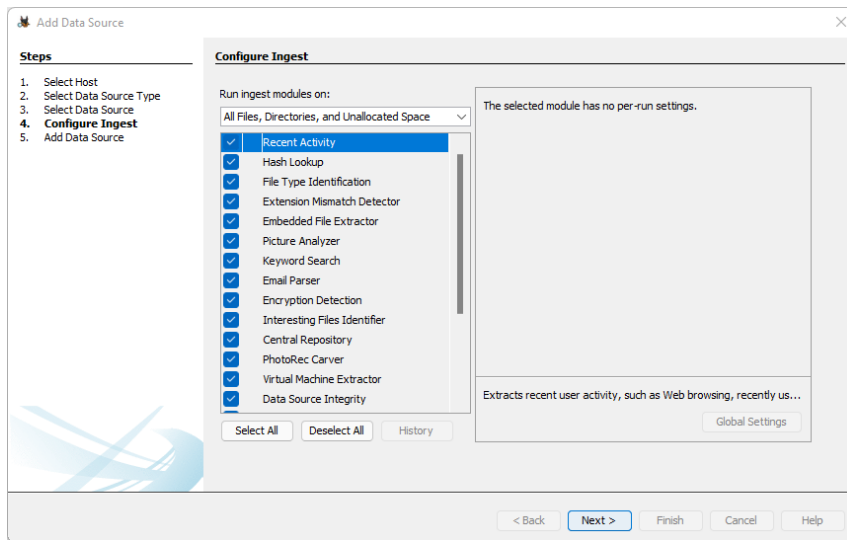 Add Data Source
Steps
1. Select Host
2. Select Data Source Type
3. Select Data Source
4. Configure Ingest
5. Add Data Source
Configure Ingest
Run ingest modules on:
All Files, Directories, and Unallocated Space
Recent Activity
Hash Lookup
File Type Identification
Extension Mismatch Detector
Embedded File Extractor
Picture Analyzer
Keyword Search
Email Parser
Encryption Detection
Interesting Files Identifier
Central Repository
PhotoRec Carver
Virtual Machine Extractor
Data Source Integrity
Select All Deselect All History
The selected module has no per-run settings.
Extracts recent user activity, such as Web browsing, recently us...
Global Settings
< Back Next > Finish Cancel Help